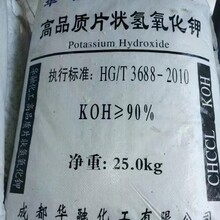 高品质片状氢氧化钾
Potassium Hydroxide
执行标准：HG/T 3688-2010
KOH≥90%
净重：25.0kg
成都华融化工有限公司
CHCCL KOH